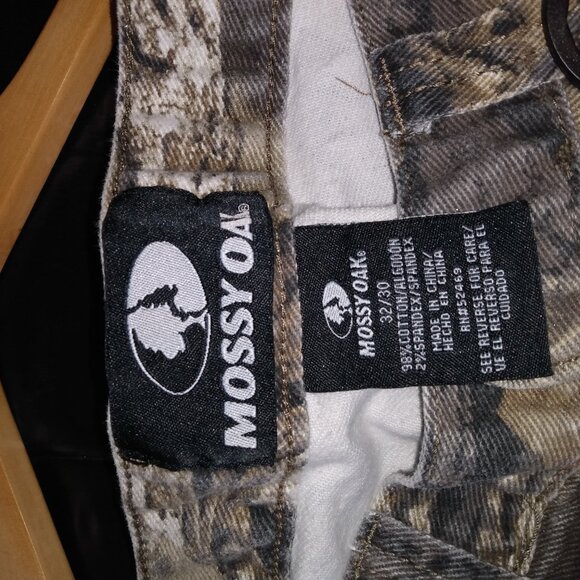 MOSSY OAK®
MOSSY OAK®
32/30
98%COTTON/ALGODÓN
2%SPANDEX/SPANDEX
MADE IN CHINA/
HECHO EN CHINA
RN#52469
SEE REVERSE FOR CARE/
VE EL REVERSO PARA EL
CUIDADO